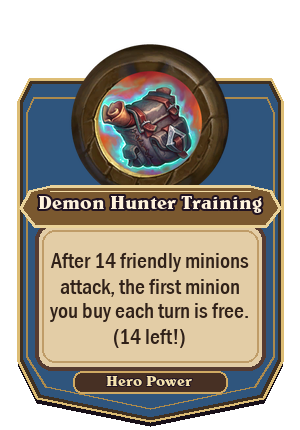 Demon Hunter Training
After 14 friendly minions
attack, the first minion
you buy each turn is free.
(14 left!)
Hero Power